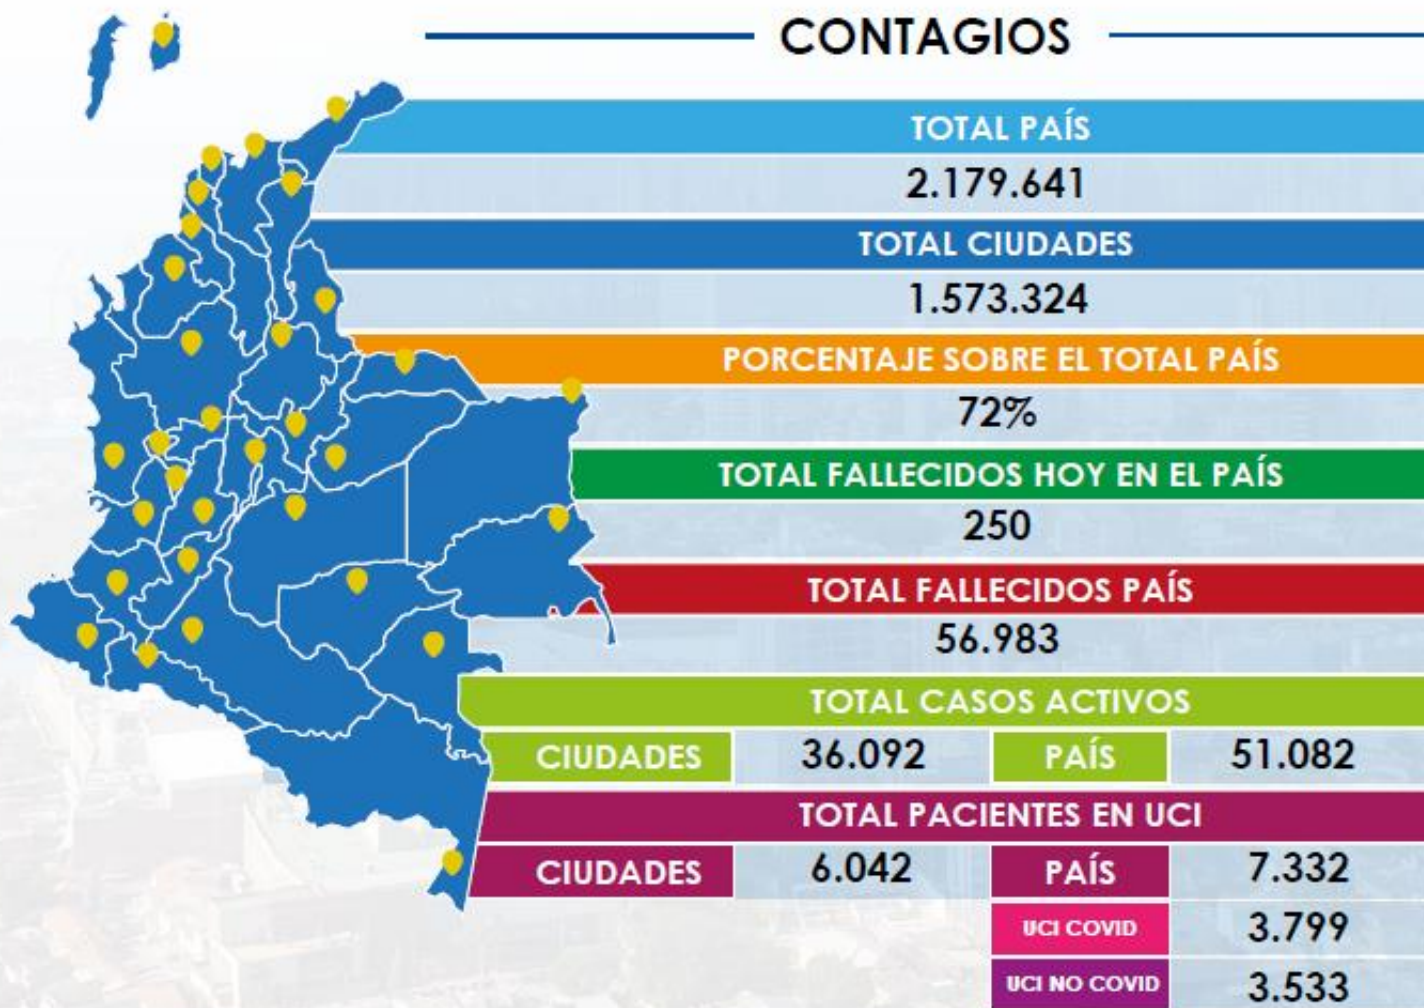 CONTAGIOS
TOTAL PAÍS
2.179.641
TOTAL CIUDADES
1.573.324
PORCENTAJE SOBRE EL TOTAL PAÍS
72%
TOTAL FALLECIDOS HOY EN EL PAÍS
250
TOTAL FALLECIDOS PAÍS
56.983
TOTAL CASOS ACTIVOS
CIUDADES 36.092 PAÍS 51.082
TOTAL PACIENTES EN UCI
CIUDADES 6.042 PAÍS 7.332
UCI COVID 3.799
UCI NO COVID 3.533